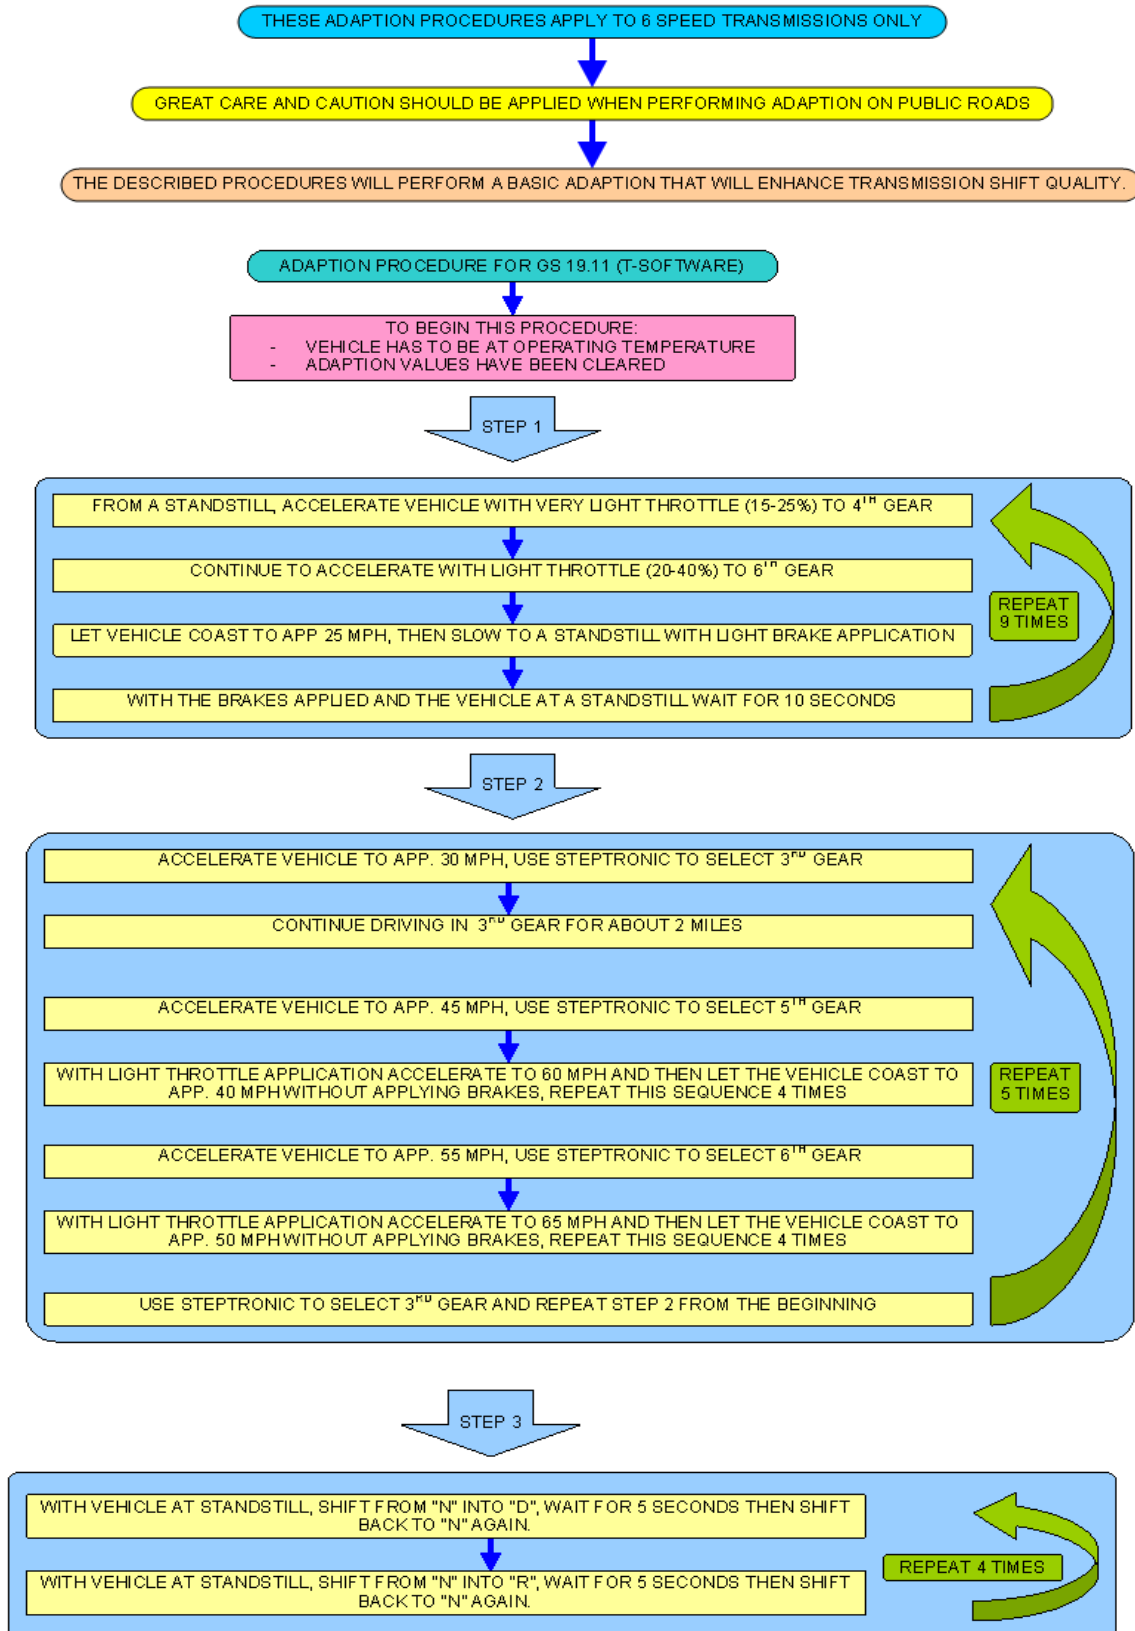 THESE ADAPTION PROCEDURES APPLY TO 6 SPEED TRANSMISSIONS ONLY
GREAT CARE AND CAUTION SHOULD BE APPLIED WHEN PERFORMING ADAPTION ON PUBLIC ROADS
THE DESCRIBED PROCEDURES WILL PERFORM A BASIC ADAPTION THAT WILL ENHANCE TRANSMISSION SHIFT QUALITY.
ADAPTION PROCEDURE FOR GS 19.11 (T-SOFTWARE)
TO BEGIN THIS PROCEDURE:
- VEHICLE HAS TO BE AT OPERATING TEMPERATURE
- ADAPTION VALUES HAVE BEEN CLEARED
STEP 1
FROM A STANDSTILL, ACCELERATE VEHICLE WITH VERY LIGHT THROTTLE (15-25%) TO 4TH GEAR
CONTINUE TO ACCELERATE WITH LIGHT THROTTLE (20-40%) TO 6TH GEAR
LET VEHICLE COAST TO APP 25 MPH, THEN SLOW TO A STANDSTILL WITH LIGHT BRAKE APPLICATION
WITH THE BRAKES APPLIED AND THE VEHICLE AT A STANDSTILL WAIT FOR 10 SECONDS
REPEAT
9 TIMES
STEP 2
ACCELERATE VEHICLE TO APP. 30 MPH, USE STEPTRONIC TO SELECT 3RD GEAR
CONTINUE DRIVING IN 3RD GEAR FOR ABOUT 2 MILES
ACCELERATE VEHICLE TO APP. 45 MPH, USE STEPTRONIC TO SELECT 5TH GEAR
WITH LIGHT THROTTLE APPLICATION ACCELERATE TO 60 MPH AND THEN LET THE VEHICLE COAST TO
APP. 40 MPH WITHOUT APPLYING BRAKES, REPEAT THIS SEQUENCE 4 TIMES
ACCELERATE VEHICLE TO APP. 55 MPH, USE STEPTRONIC TO SELECT 6TH GEAR
WITH LIGHT THROTTLE APPLICATION ACCELERATE TO 65 MPH AND THEN LET THE VEHICLE COAST TO
APP. 50 MPH WITHOUT APPLYING BRAKES, REPEAT THIS SEQUENCE 4 TIMES
USE STEPTRONIC TO SELECT 3RD GEAR AND REPEAT STEP 2 FROM THE BEGINNING
REPEAT
5 TIMES
STEP 3
WITH VEHICLE AT STANDSTILL, SHIFT FROM "N" INTO "D", WAIT FOR 5 SECONDS THEN SHIFT
BACK TO "N" AGAIN.
WITH VEHICLE AT STANDSTILL, SHIFT FROM "N" INTO "R", WAIT FOR 5 SECONDS THEN SHIFT
BACK TO "N" AGAIN.
REPEAT 4 TIMES